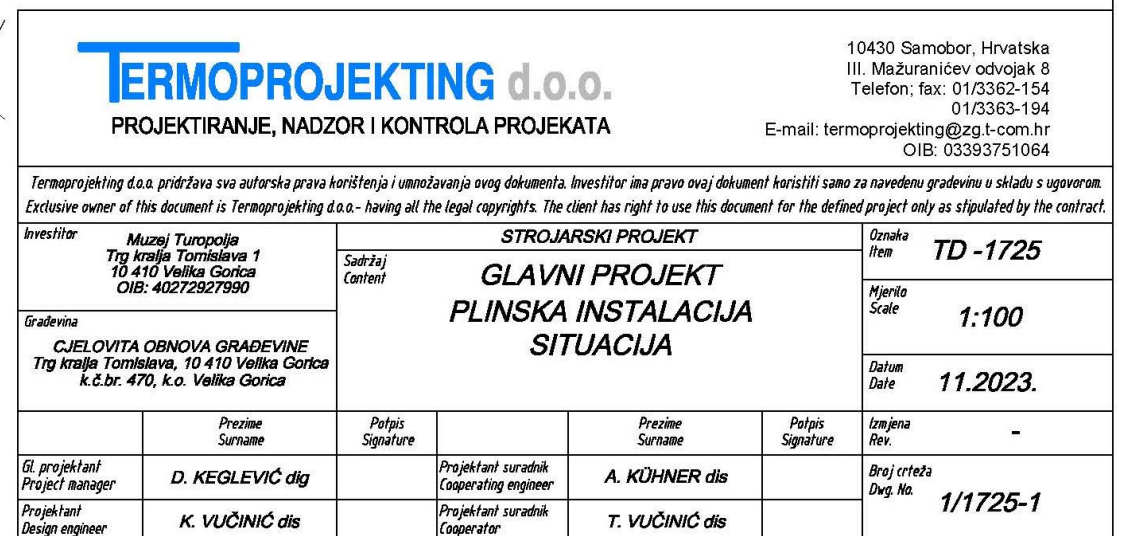 TERMOPROJEKTING d.o.o.
PROJEKTIRANJE, NADZOR I KONTROLA PROJEKATA
10430 Samobor, Hrvatska
III. Mažuranićev odvojak 8
Telefon; fax: 01/3362-154
01/3363-194
E-mail: termoprojekting@zg.t-com.hr
OIB: 03393751064
Termoprojekting d.o.o. pridržava sva autorska prava korištenja i umnožavanja ovog dokumenta. Investitor ima pravo ovaj dokument koristiti samo za navedenu građevinu u skladu s ugovorom.
Exclusive owner of this document is Termoprojekting d.o.o.- having all the legal copyrights. The client has right to use this document for the defined project only as stipulated by the contract.
Investitor
Muzej Turopolja
Trg kralja Tomislava 1
10 410 Velika Gorica
OIB: 40272927990
Građevina
CJELOVITA OBNOVA GRAĐEVINE
Trg kralja Tomislava, 10 410 Velika Gorica
k.č.br. 470, k.o. Velika Gorica
STROJARSKI PROJEKT
Sadržaj
Content
GLAVNI PROJEKT
PLINSKA INSTALACIJA
SITUACIJA
Oznaka
Item
TD -1725
Mjerilo
Scale
1:100
Datum
Date
11.2023.
Prezime
Surname
Potpis
Signature
Prezime
Surname
Potpis
Signature
Izmjena
Rev.
-
Gl. projektant
Project manager
D. KEGLEVIĆ dig
Projektant suradnik
Cooperating engineer
A. KÜHNER dis
Broj crteža
Dwg. No.
1/1725-1
Projektant
Design engineer
K. VUČINIĆ dis
Projektant suradnik
Cooperator
T. VUČINIĆ dis